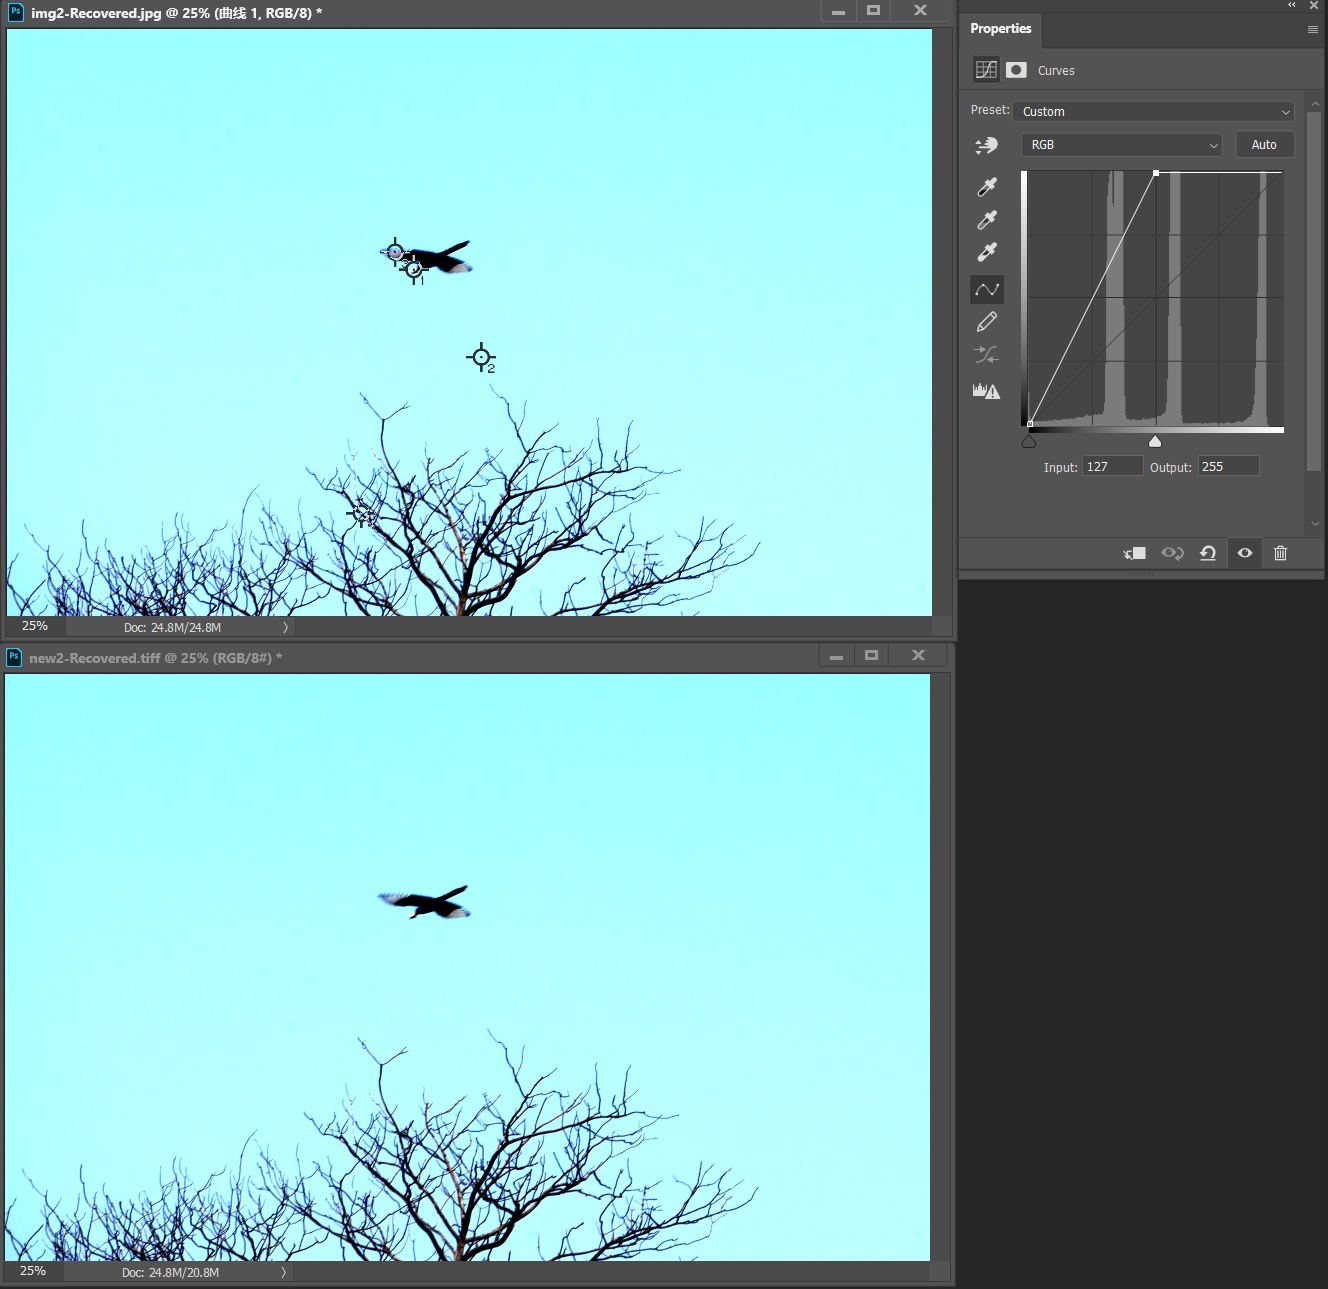 Ps img2-Recovered.jpg @ 25% (曲线 1, RGB/8) *
3
1
2
25%
Doc: 24.8M/24.8M
Properties
Curves
Preset: Custom
RGB
Auto
Input: 127 Output: 255
Ps new2-Recovered.tiff @ 25% (RGB/8#) *
25%
Doc: 24.8M/20.8M